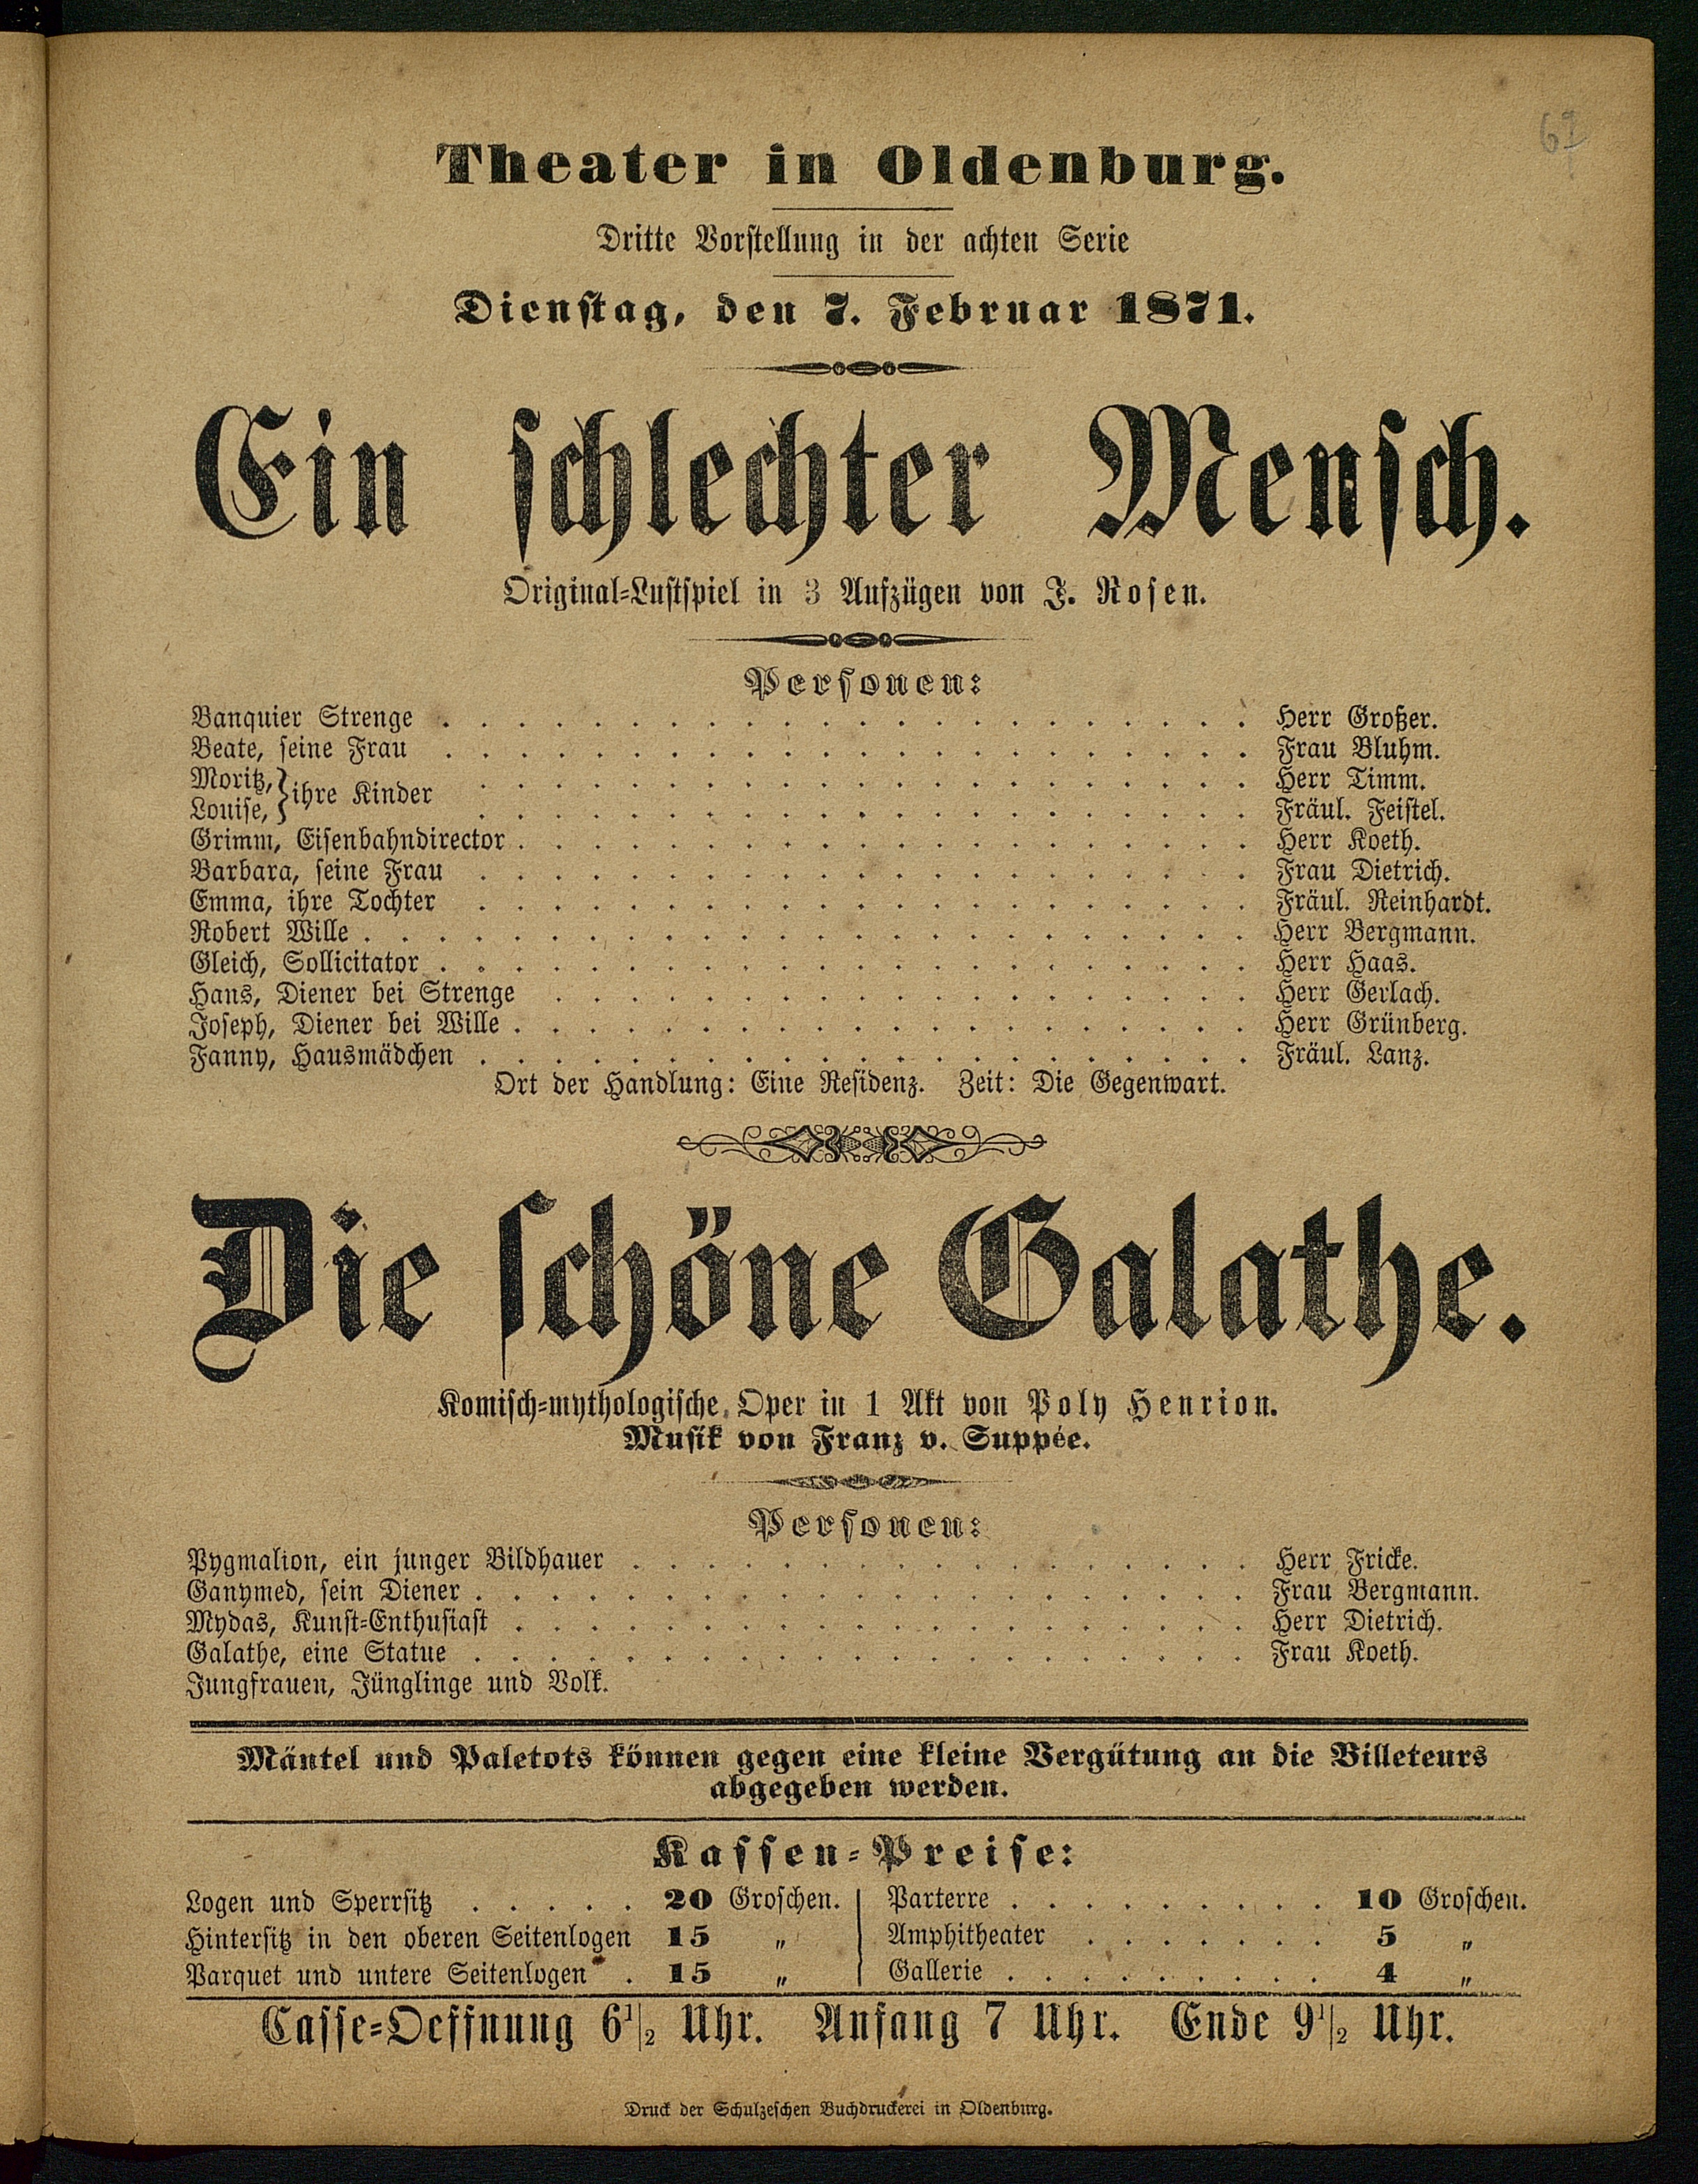 67
Theater in Oldenburg.
Dritte Vorstellung in der achten Serie
Dienstag, den 7. Februar 1871.
Ein schlechter Mensch.
Original-Lustspiel in 3 Aufzügen von J. Rosen.
Personen:
Banquier Strenge . . . . . Herr Großer.
Beate, seine Frau . . . . . Frau Bluhm.
Moritz, } ihre Kinder . . . . . Herr Timm.
Louise, } . . . . . Fräul. Feistel.
Grimm, Eisenbahndirector . . . . . Herr Koeth.
Barbara, seine Frau . . . . . Frau Dietrich.
Emma, ihre Tochter . . . . . Fräul. Reinhardt.
Robert Wille . . . . . Herr Bergmann.
Gleich, Sollicitator . . . . . Herr Haas.
Hans, Diener bei Strenge . . . . . Herr Gerlach.
Joseph, Diener bei Wille . . . . . Herr Grünberg.
Fanny, Hausmädchen . . . . . Fräul. Lanz.
Ort der Handlung: Eine Residenz. Zeit: Die Gegenwart.
Die schöne Galathe.
Komisch-mythologische Oper in 1 Akt von Poly Henrion.
Musik von Franz v. Suppée.
Personen:
Pygmalion, ein junger Bildhauer . . . . . Herr Fricke.
Ganymed, sein Diener . . . . . Frau Bergmann.
Mydas, Kunst-Enthusiast . . . . . Herr Dietrich.
Galathe, eine Statue . . . . . Frau Koeth.
Jungfrauen, Jünglinge und Volk.
Mäntel und Paletots können gegen eine kleine Vergütung an die Billeteurs
abgegeben werden.
Kassen-Preise:
Logen und Sperrsitz . . . . . 20 Groschen.
Hintersitz in den oberen Seitenlogen 15 „
Parquet und untere Seitenlogen . 15 „
Parterre . . . . . 10 Groschen.
Amphitheater . . . . . 5 „
Gallerie . . . . . 4 „
Casse-Oeffnung 6 1/2 Uhr. Anfang 7 Uhr. Ende 9 1/2 Uhr.
Druck der Schulzeschen Buchdruckerei in Oldenburg.